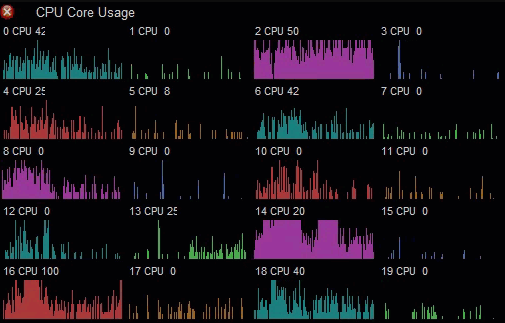 CPU Core Usage
0 CPU 42 1 CPU 0 2 CPU 50 3 CPU 0
4 CPU 25 5 CPU 8 6 CPU 42 7 CPU 0
8 CPU 0 9 CPU 0 10 CPU 0 11 CPU 0
12 CPU 0 13 CPU 25 14 CPU 20 15 CPU 0
16 CPU 100 17 CPU 0 18 CPU 40 19 CPU 0